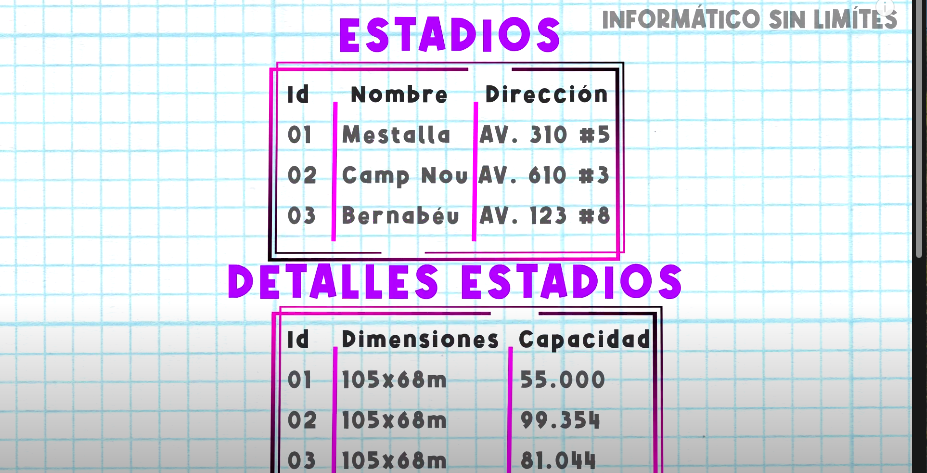 INFORMÁTICO SIN LIMÍTES
ESTADIOS
Id Nombre Dirección
01 Mestalla AV. 310 #5
02 Camp Nou AV. 610 #3
03 Bernabéu AV. 123 #8
DETALLES ESTADIOS
Id Dimensiones Capacidad
01 105x68m 55.000
02 105x68m 99.354
03 105x68m 81.044